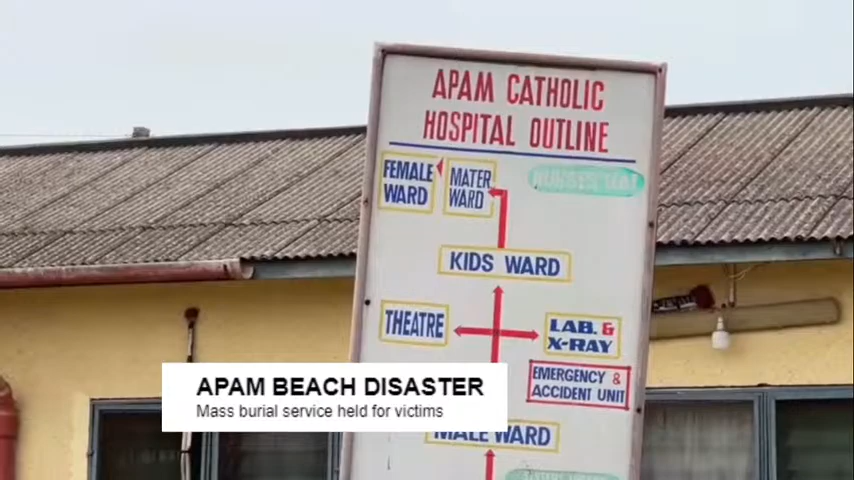 APAM CATHOLIC
HOSPITAL OUTLINE
FEMALE
WARD
MATER
WARD
KIDS WARD
THEATRE
LAB. &
X-RAY
EMERGENCY &
ACCIDENT UNIT
APAM BEACH DISASTER
Mass burial service held for victims
MALE WARD